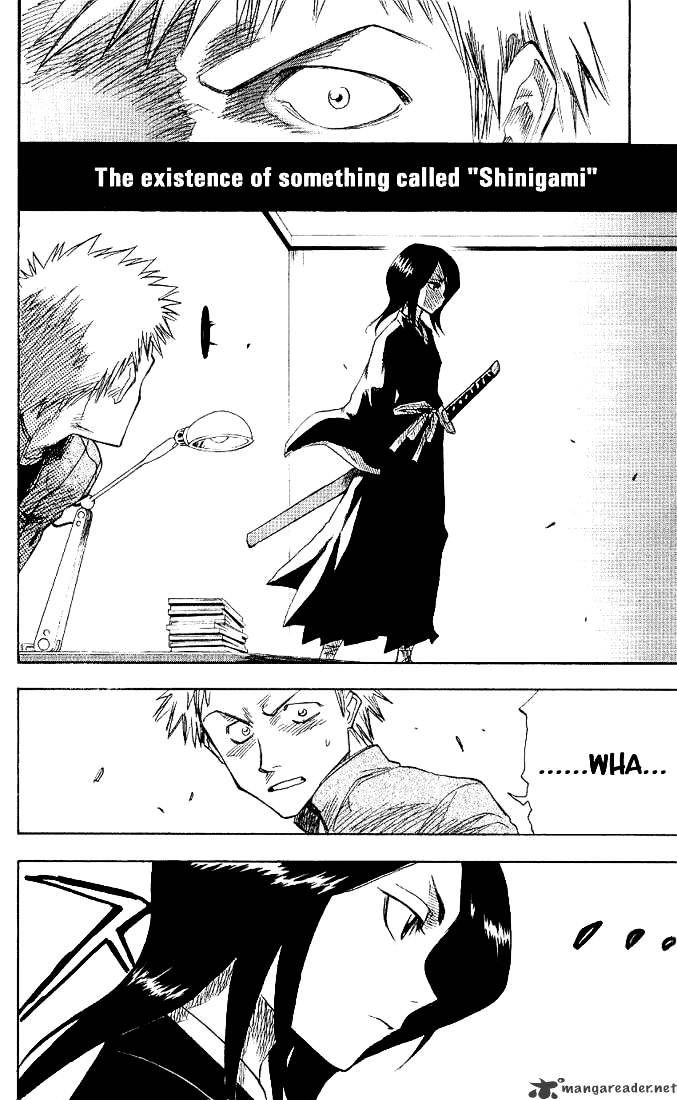 The existence of something called "Shinigami"
......WHA...
mangareader.net